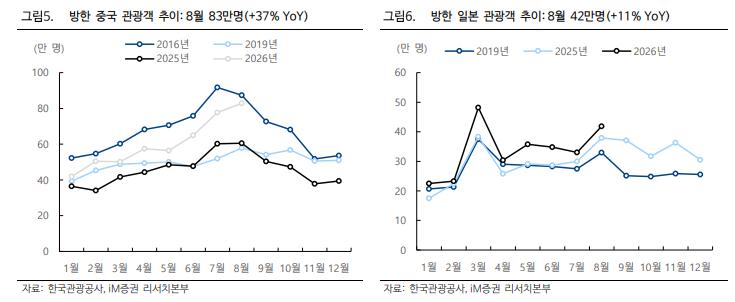 그림5. 방한 중국 관광객 추이: 8월 83만명(+37% YoY)
(만 명)
2016년 2019년
2025년 2026년
100
80
60
40
20
0
1월 2월 3월 4월 5월 6월 7월 8월 9월 10월 11월 12월
자료: 한국관광공사, iM증권 리서치본부
그림6. 방한 일본 관광객 추이: 8월 42만명(+11% YoY)
(만 명)
2019년 2025년 2026년
60
50
40
30
20
10
0
1월 2월 3월 4월 5월 6월 7월 8월 9월 10월 11월 12월
자료: 한국관광공사, iM증권 리서치본부